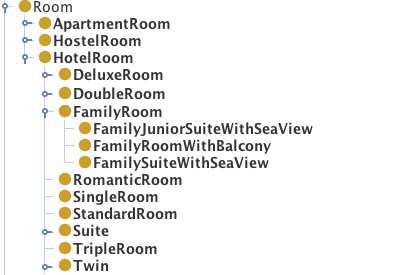 Room
ApartmentRoom
HostelRoom
HotelRoom
DeluxeRoom
DoubleRoom
FamilyRoom
FamilyJuniorSuiteWithSeaView
FamilyRoomWithBalcony
FamilySuiteWithSeaView
RomanticRoom
SingleRoom
StandardRoom
Suite
TripleRoom
Twin